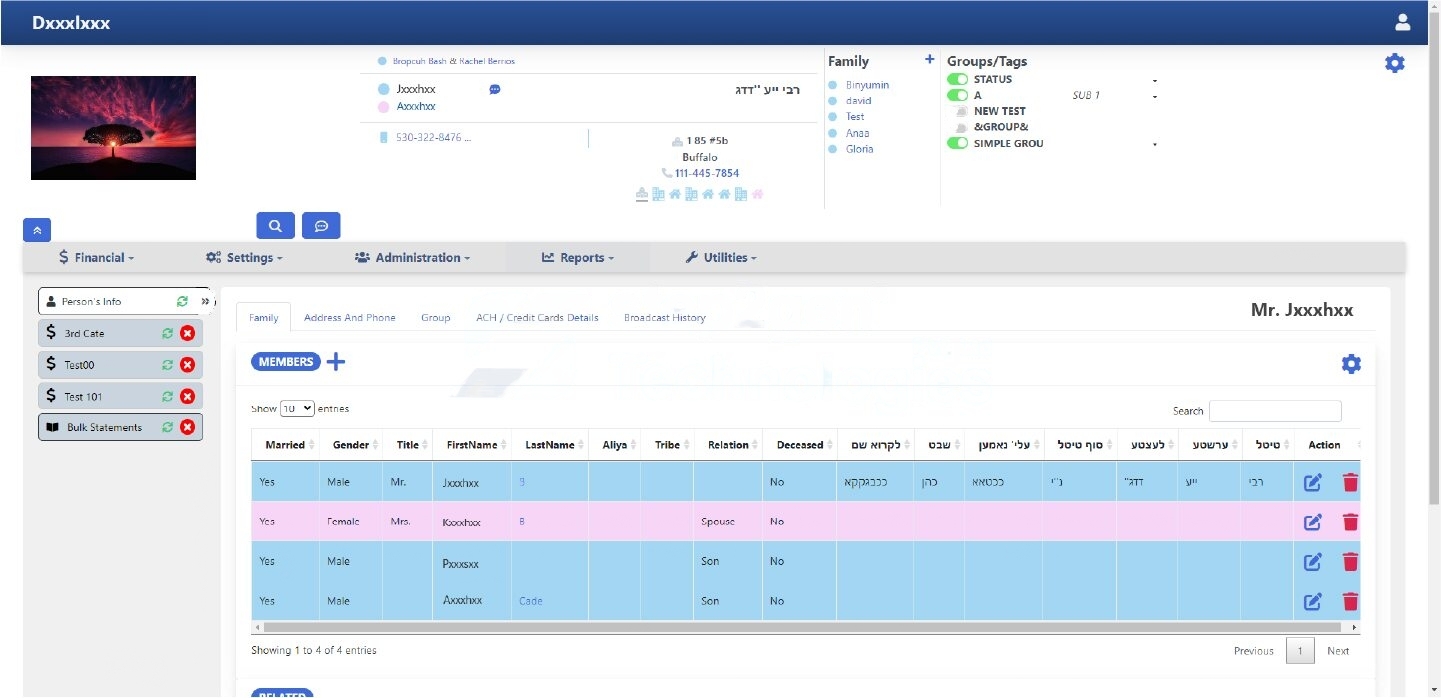 Dxxxlxxx
Bropcuh Bash & Rachel Berrios
Jxxxhxx
רבי ייע "דדג
Axxxhxx
530-322-8476 ...
1 85 #5b
Buffalo
111-445-7854
Family
Binyumin
david
Test
Anaa
Gloria
Groups/Tags
STATUS
A SUB 1
NEW TEST
&GROUP&
SIMPLE GROU
Financial Settings Administration Reports Utilities
Person's Info
3rd Cate
Test00
Test 101
Bulk Statements
Family Address And Phone Group ACH / Credit Cards Details Broadcast History
Mr. Jxxxhxx
MEMBERS
Show 10 entries
Search
Married Gender Title FirstName LastName Aliya Tribe Relation Deceased לקרוא שם שבט עלי' נאמען סוף טיטל לעצטע ערשטע טיטל Action
Yes Male Mr. Jxxxhxx No ככבגקקא כהן ככטאא נ"י דדג" ייע רבי
Yes Female Mrs. Kxxxhxx B Spouse No
Yes Male Pxxxsxx Son No
Yes Male Axxxhxx Cade Son No
Showing 1 to 4 of 4 entries
Previous 1 Next
RELATED